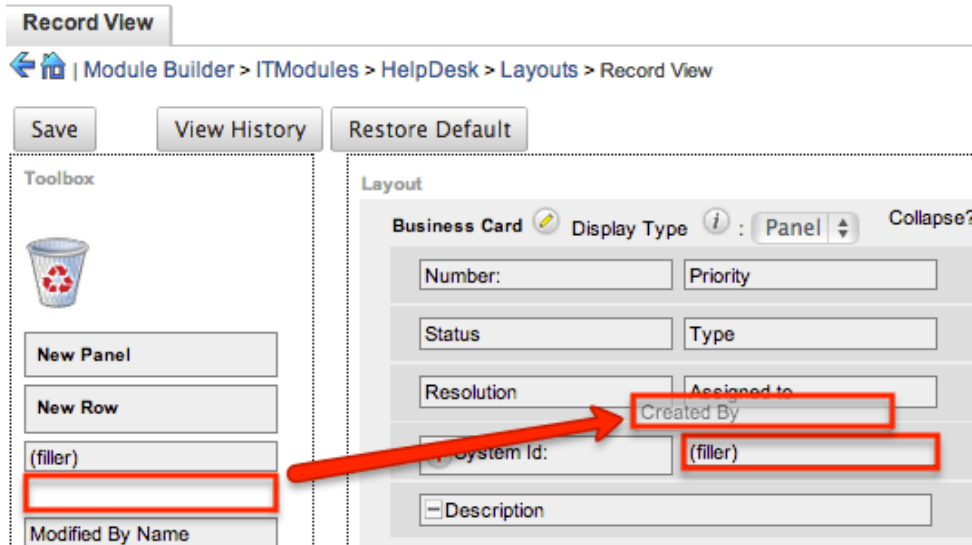 Record View
| Module Builder > ITModules > HelpDesk > Layouts > Record View
Save View History Restore Default
Toolbox
New Panel
New Row
(filler)
Modified By Name
Layout
Business Card Display Type i : Panel Collapse?
Number: Priority
Status Type
Resolution Assigned to
Created By
System Id: (filler)
Description